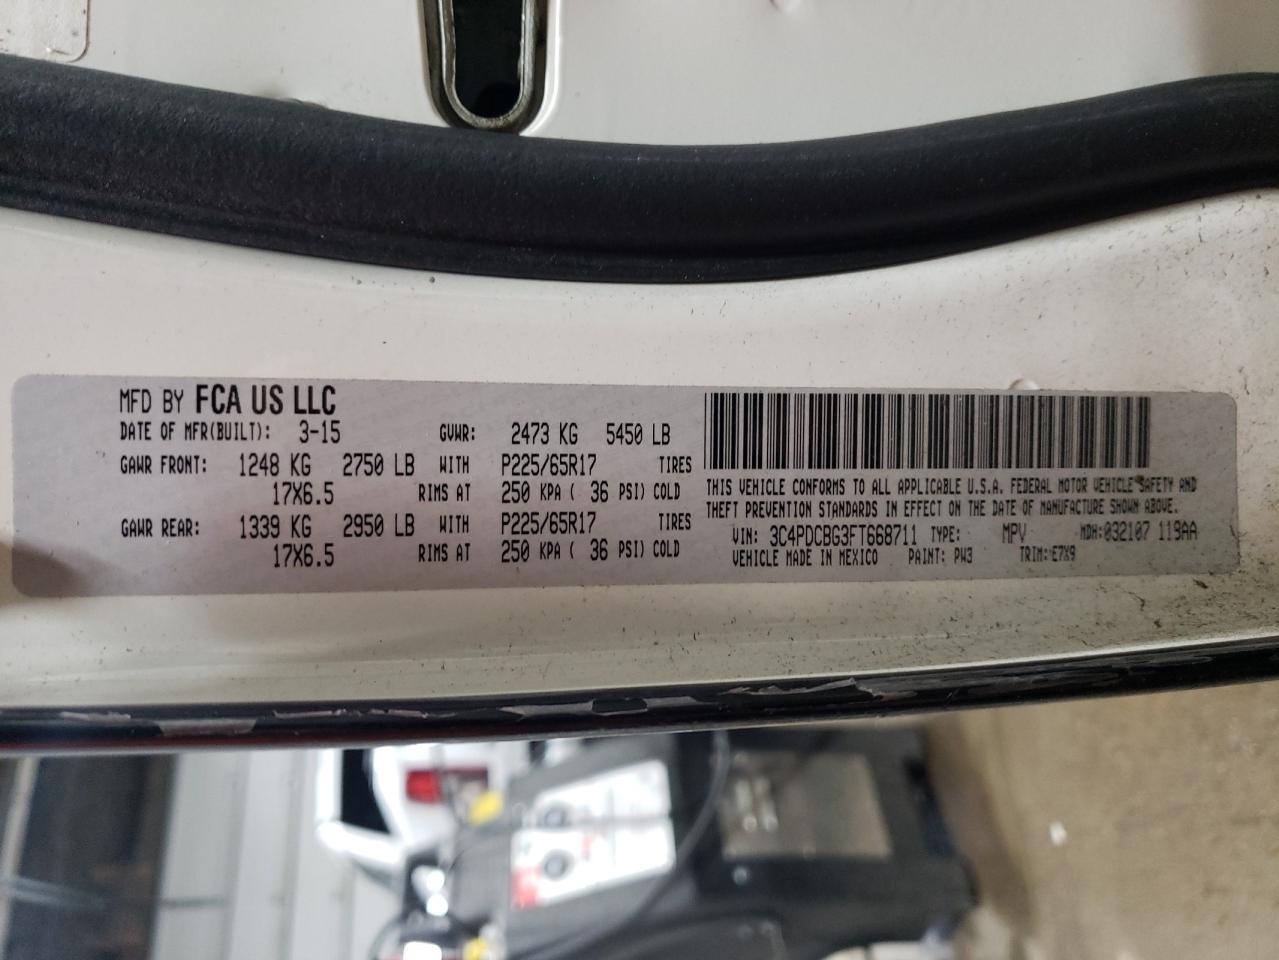 MFD BY FCA US LLC
DATE OF MFR(BUILT): 3-15 GVWR: 2473 KG 5450 LB
GAWR FRONT: 1248 KG 2750 LB WITH P225/65R17 TIRES
17X6.5 RIMS AT 250 KPA ( 36 PSI) COLD
GAWR REAR: 1339 KG 2950 LB WITH P225/65R17 TIRES
17X6.5 RIMS AT 250 KPA ( 36 PSI) COLD
THIS VEHICLE CONFORMS TO ALL APPLICABLE U.S.A. FEDERAL MOTOR VEHICLE SAFETY AND
THEFT PREVENTION STANDARDS IN EFFECT ON THE DATE OF MANUFACTURE SHOWN ABOVE.
VIN: 3C4PDCBG3FT668711 TYPE: MPV MDH:032107 119AA
VEHICLE MADE IN MEXICO PAINT: PW3 TRIM:E7X9